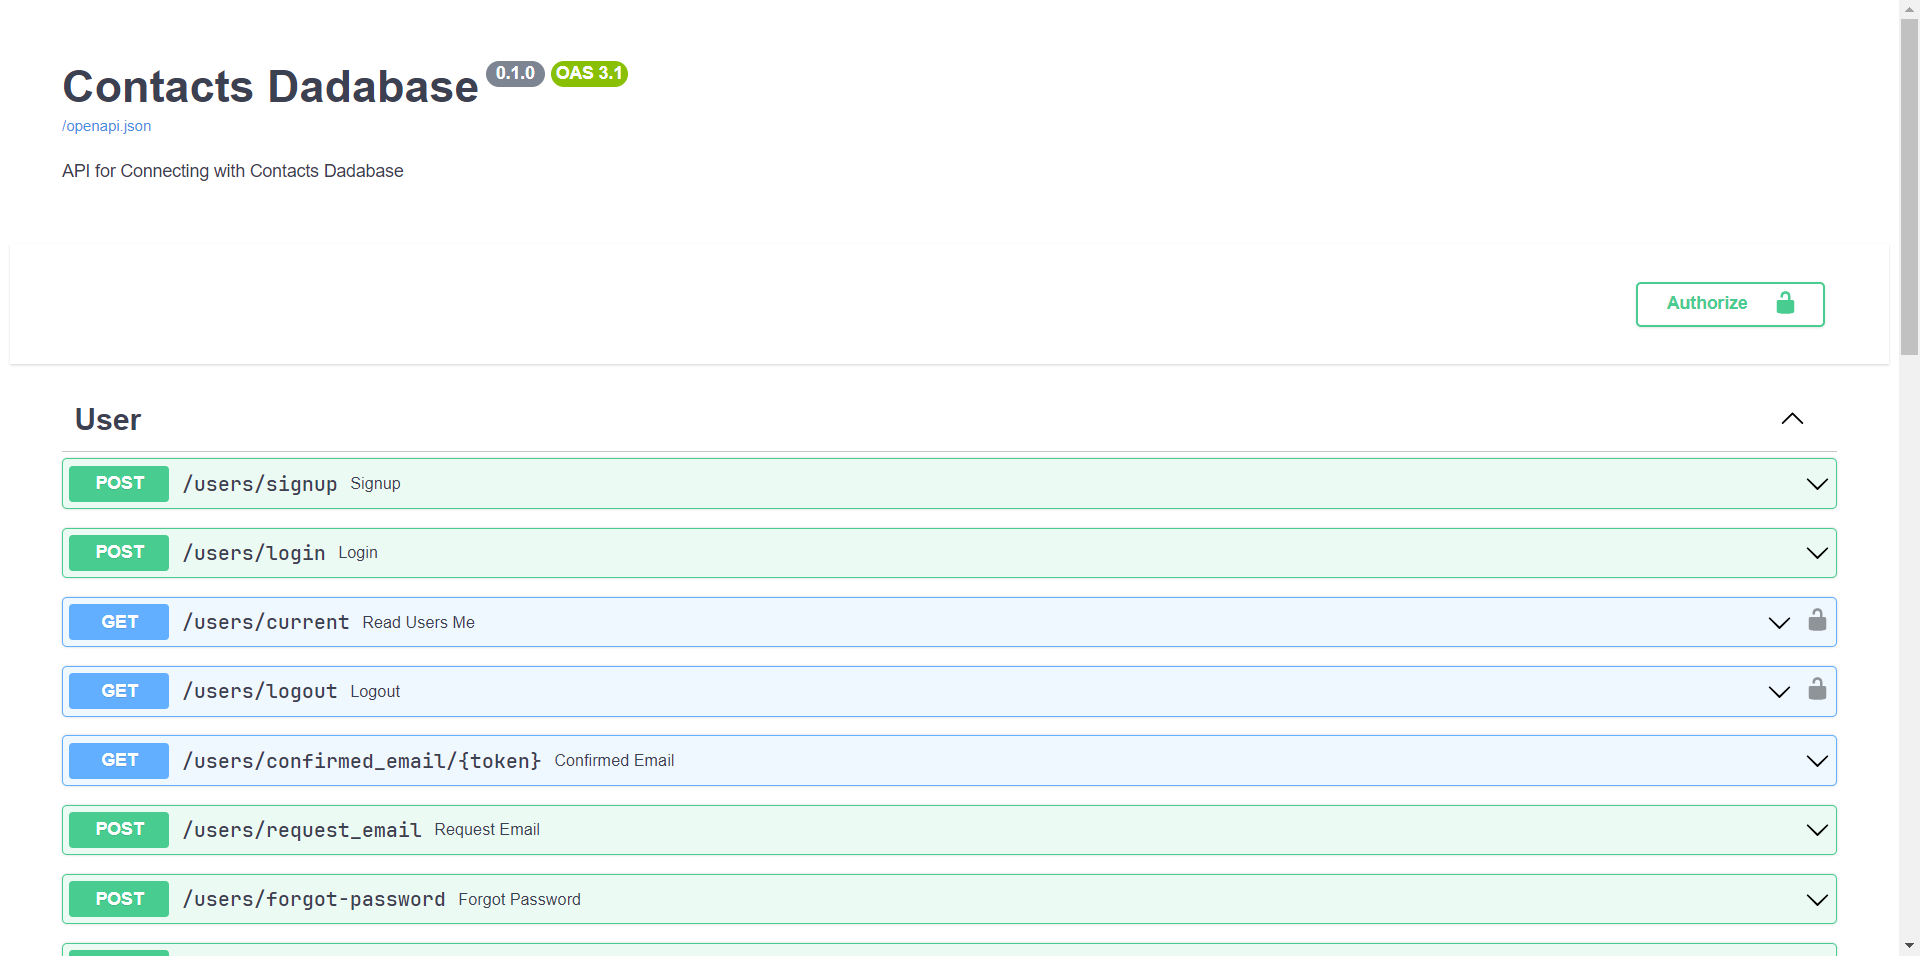 Contacts Dadabase 0.1.0 OAS 3.1
/openapi.json
API for Connecting with Contacts Dadabase
Authorize
User
POST /users/signup Signup
POST /users/login Login
GET /users/current Read Users Me
GET /users/logout Logout
GET /users/confirmed_email/{token} Confirmed Email
POST /users/request_email Request Email
POST /users/forgot-password Forgot Password